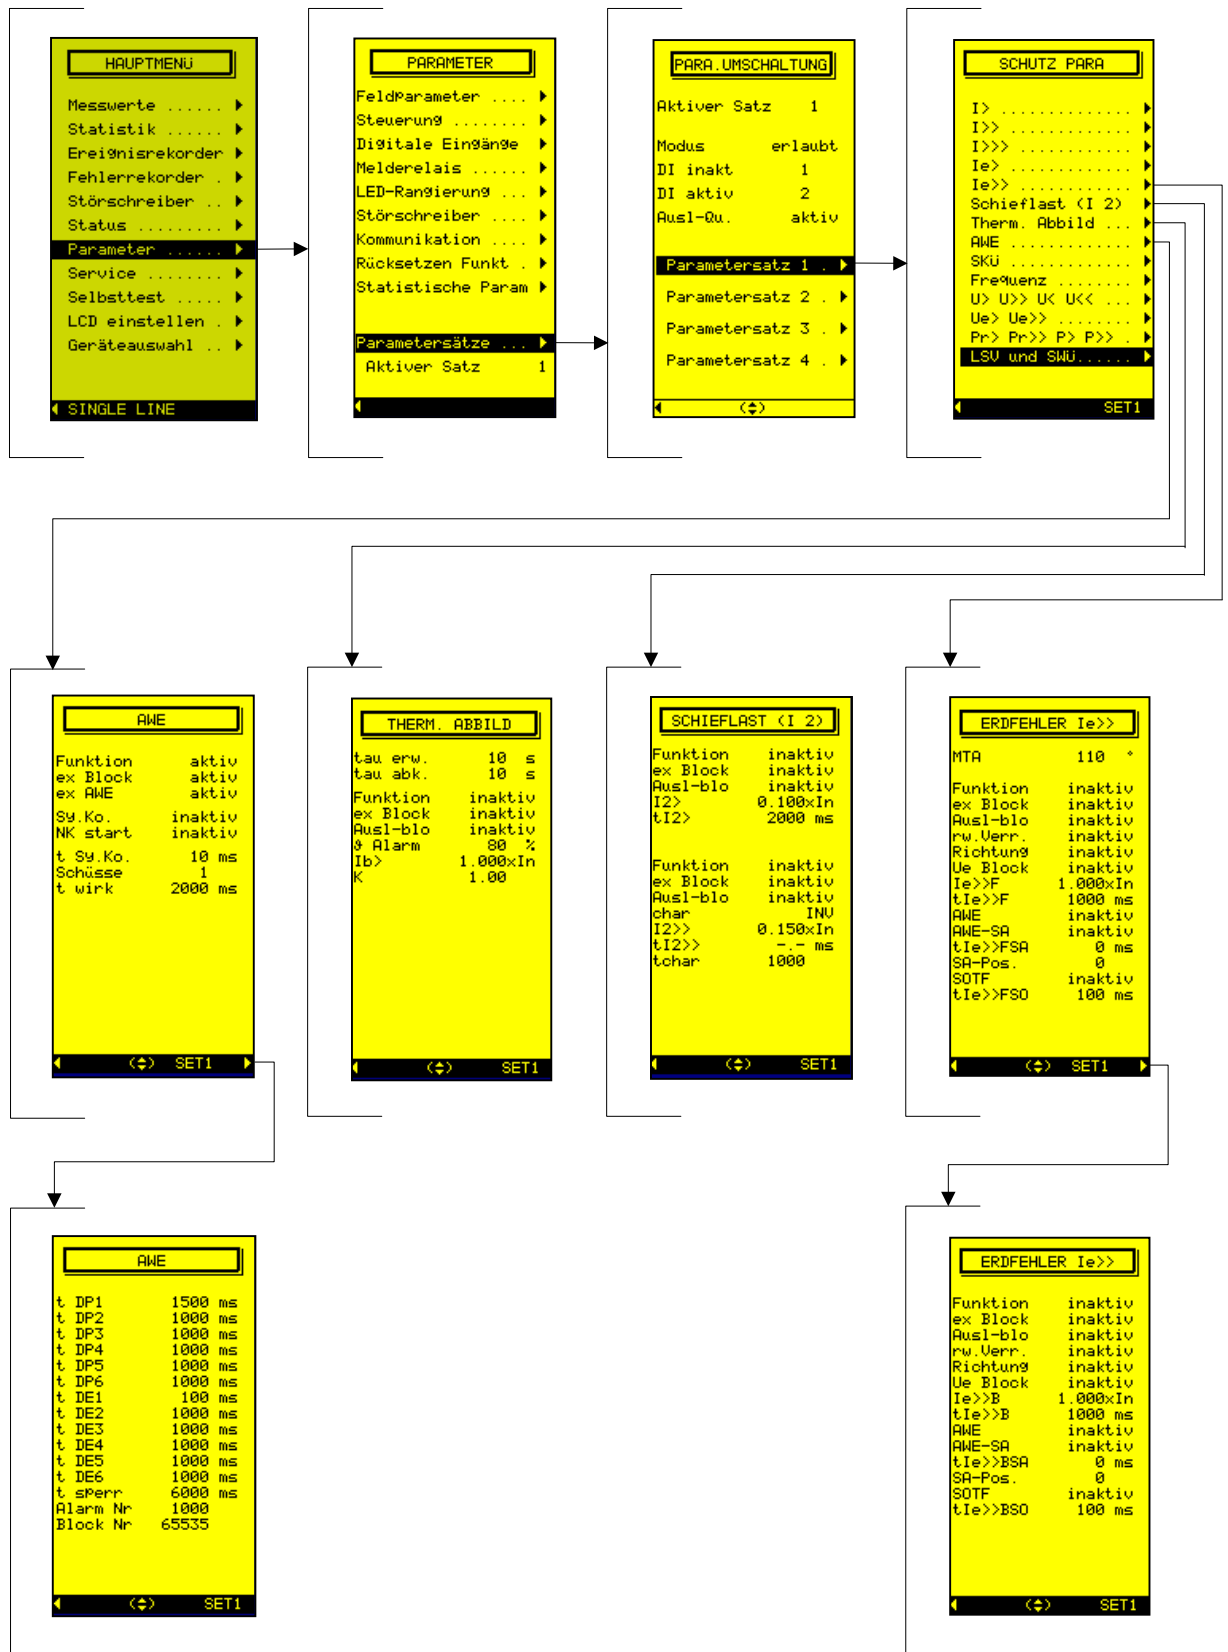 HAUPTMENÜ
Messwerte ......
Statistik ......
Ereignisrekorder
Fehlerrekorder .
Störschreiber ..
Status .........
Parameter ......
Service ........
Selbsttest .....
LCD einstellen .
Geräteauswahl ..
SINGLE LINE
PARAMETER
Feldparameter ....
Steuerung ........
Digitale Eingänge
Melderelais ......
LED-Rangierung ...
Störschreiber ....
Kommunikation ....
Rücksetzen Funkt .
Statistische Param
Parametersätze ...
Aktiver Satz 1
PARA.UMSCHALTUNG
Aktiver Satz 1
Modus erlaubt
DI inakt 1
DI aktiv 2
Ausl-Qu. aktiv
Parametersatz 1 .
Parametersatz 2 .
Parametersatz 3 .
Parametersatz 4 .
SCHUTZ PARA
I> ............
I>> ...........
I>>> ..........
Ie> ...........
Ie>> ..........
Schieflast (I 2)
Therm. Abbild ...
AWE ...........
SKÜ ...........
Frequenz ........
U> U>> U< U<< ...
Ue> Ue>> ........
Pr> Pr>> P> P>> .
LSV und SWÜ......
SET1
AWE
Funktion aktiv
ex Block aktiv
ex AWE aktiv
Sy.Ko. inaktiv
NK start inaktiv
t Sy.Ko. 10 ms
Schüsse 1
t wirk 2000 ms
SET1
THERM. ABBILD
tau erw. 10 s
tau abk. 10 s
Funktion inaktiv
ex Block inaktiv
Ausl-blo inaktiv
ϑ Alarm 80 %
Ib> 1.000xIn
K 1.00
SET1
SCHIEFLAST (I 2)
Funktion inaktiv
ex Block inaktiv
Ausl-blo inaktiv
I2> 0.100xIn
tI2> 2000 ms
Funktion inaktiv
ex Block inaktiv
Ausl-blo inaktiv
char INV
I2>> 0.150xIn
tI2>> -.- ms
tchar 1000
SET1
ERDFEHLER Ie>>
MTA 110 °
Funktion inaktiv
ex Block inaktiv
Ausl-blo inaktiv
rw.Verr. inaktiv
Richtung inaktiv
Ue Block inaktiv
Ie>>F 1.000xIn
tIe>>F 1000 ms
AWE inaktiv
AWE-SA inaktiv
tIe>>FSA 0 ms
SA-Pos. 0
SOTF inaktiv
tIe>>FSO 100 ms
SET1
AWE
t DP1 1500 ms
t DP2 1000 ms
t DP3 1000 ms
t DP4 1000 ms
t DP5 1000 ms
t DP6 1000 ms
t DE1 100 ms
t DE2 1000 ms
t DE3 1000 ms
t DE4 1000 ms
t DE5 1000 ms
t DE6 1000 ms
t sperr 6000 ms
Alarm Nr 1000
Block Nr 65535
SET1
ERDFEHLER Ie>>
Funktion inaktiv
ex Block inaktiv
Ausl-blo inaktiv
rw.Verr. inaktiv
Richtung inaktiv
Ue Block inaktiv
Ie>>B 1.000xIn
tIe>>B 1000 ms
AWE inaktiv
AWE-SA inaktiv
tIe>>BSA 0 ms
SA-Pos. 0
SOTF inaktiv
tIe>>BSO 100 ms
SET1